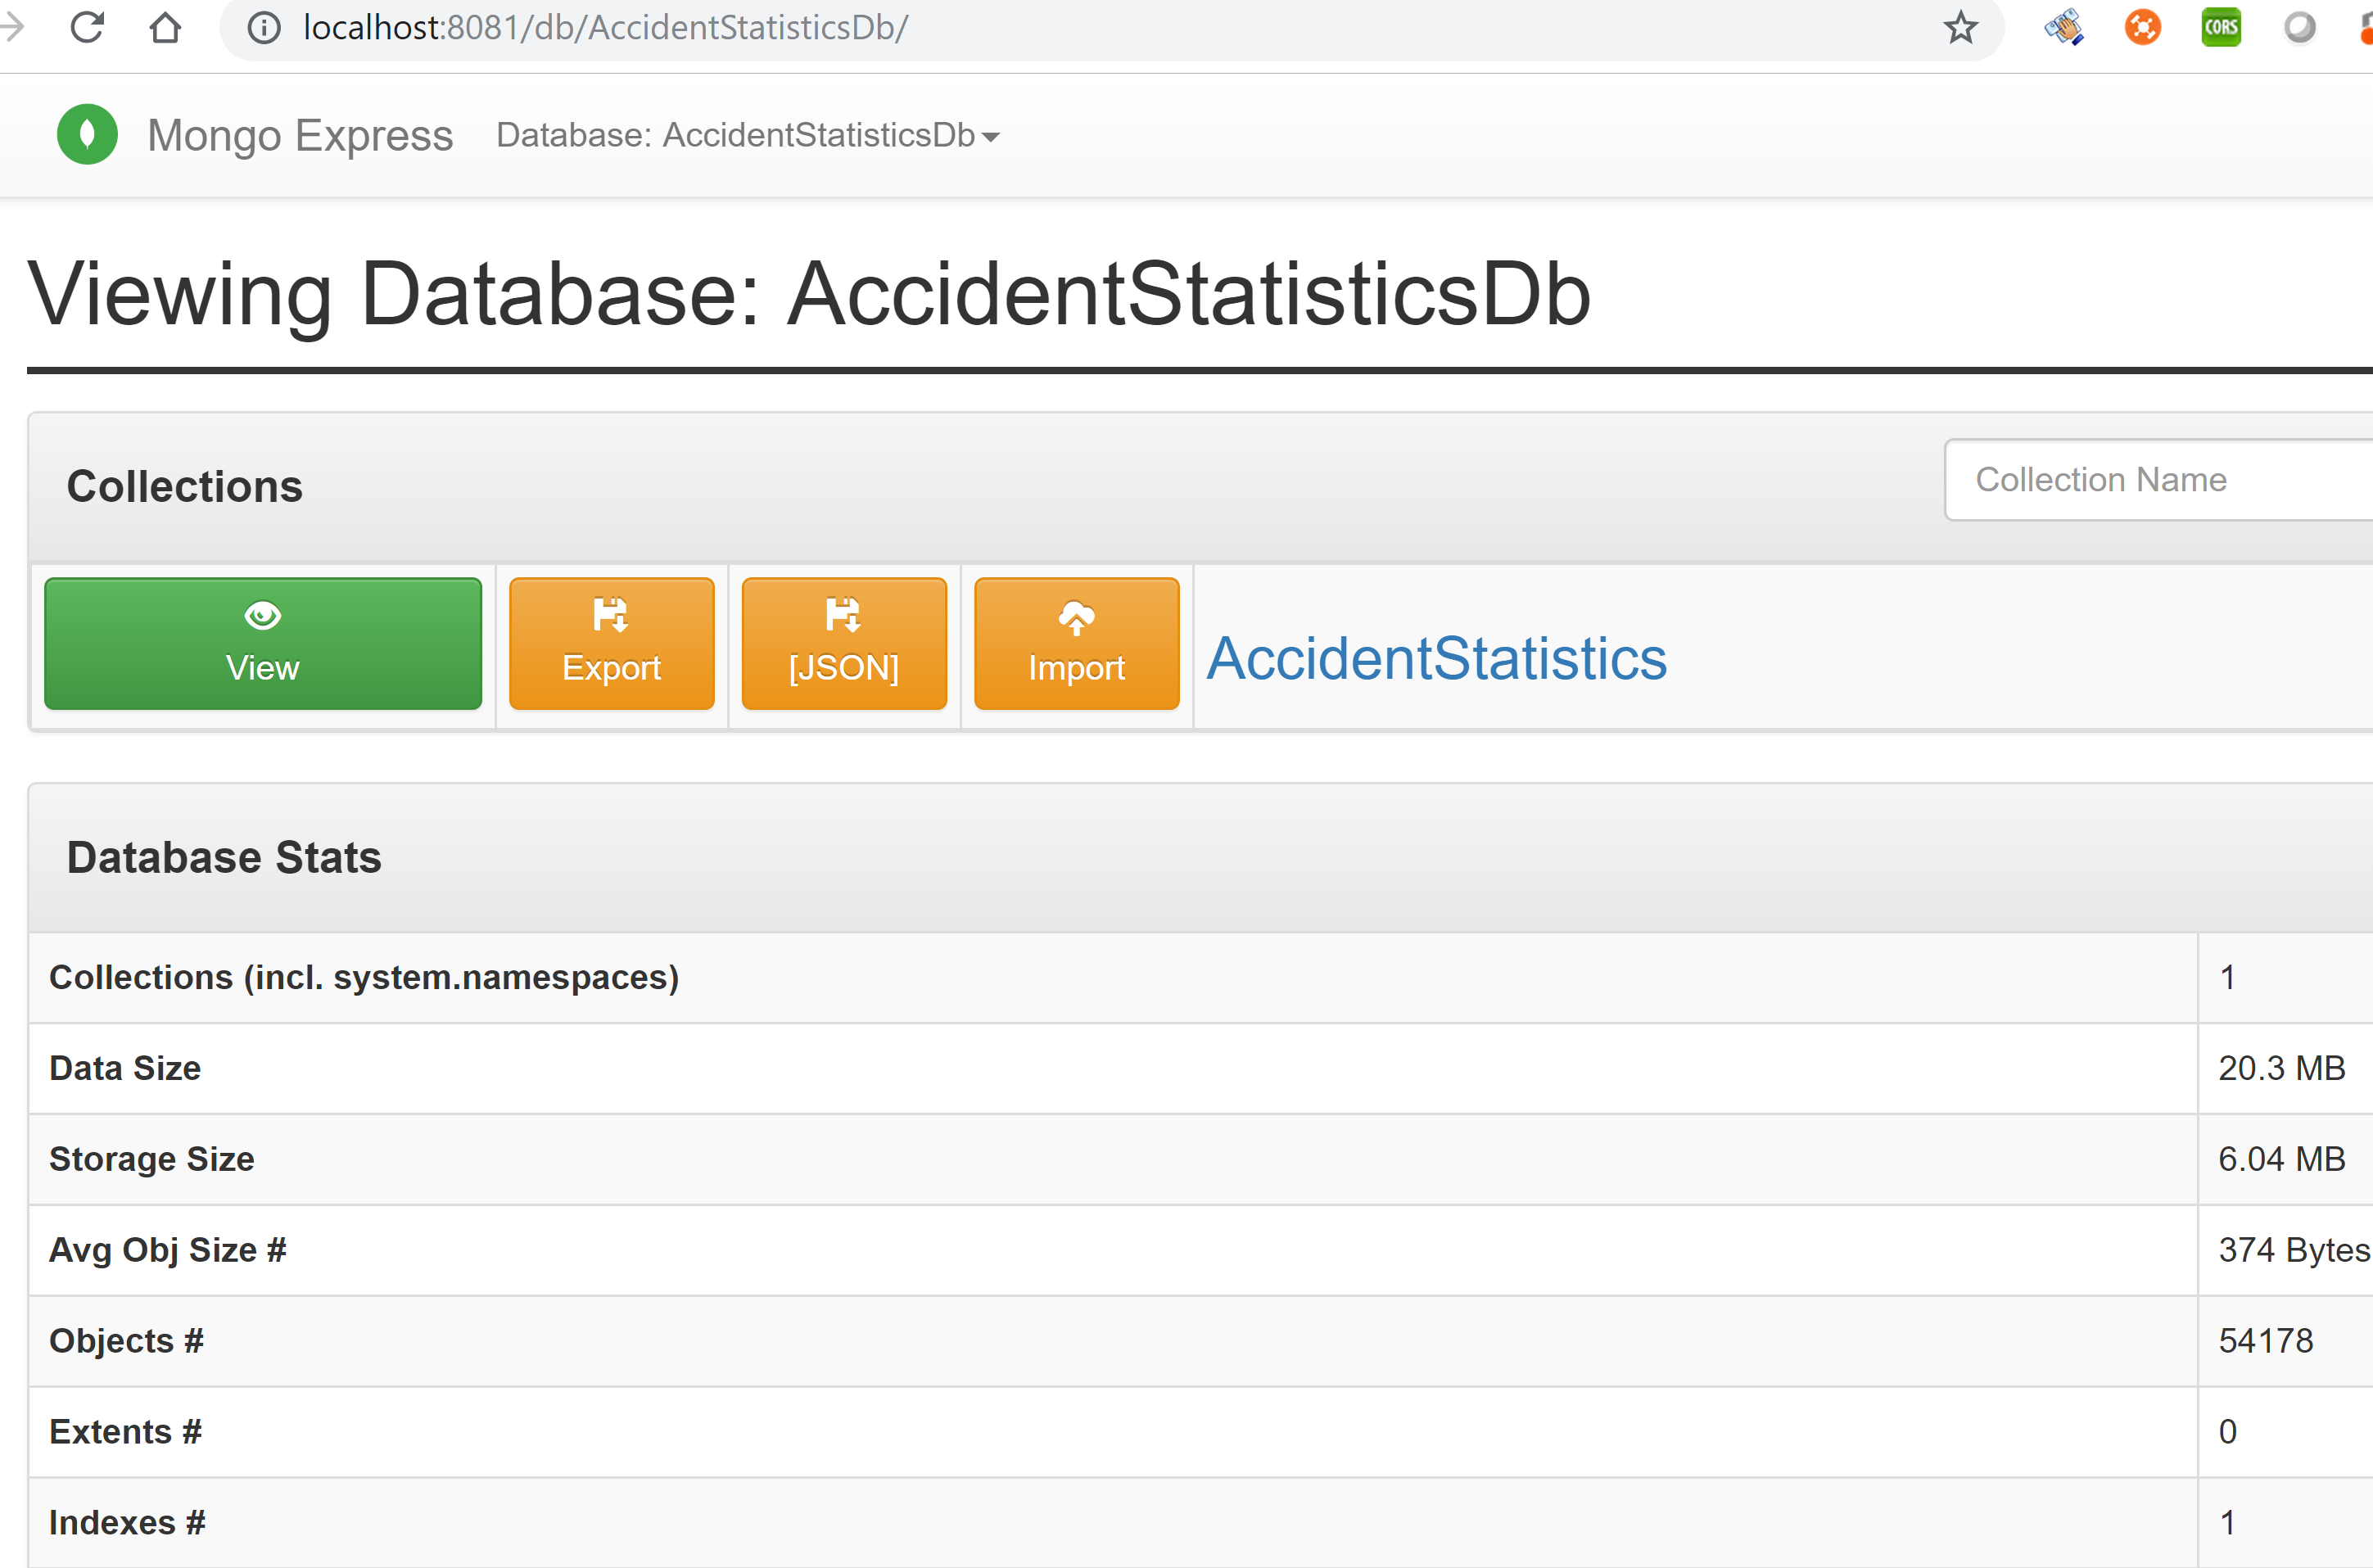 localhost:8081/db/AccidentStatisticsDb/
CORS
Mongo Express Database: AccidentStatisticsDb
Viewing Database: AccidentStatisticsDb
Collections Collection Name
View Export [JSON] Import AccidentStatistics
Database Stats
Collections (incl. system.namespaces) 1
Data Size 20.3 MB
Storage Size 6.04 MB
Avg Obj Size # 374 Bytes
Objects # 54178
Extents # 0
Indexes # 1